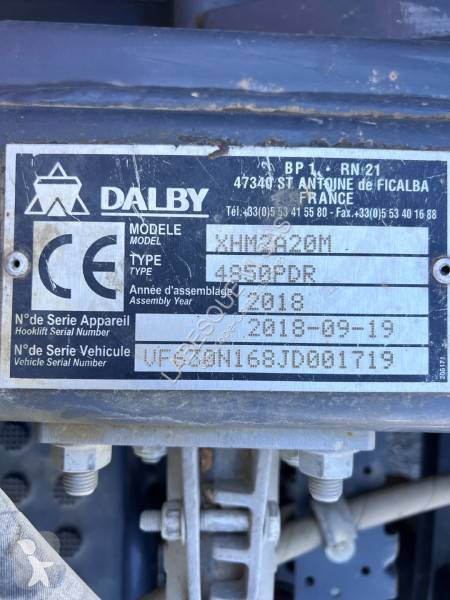 BP 1. - RN 21
47340 ST ANTOINE de FICALBA
FRANCE
Tél.+33(0)5 53 41 55 80 - Fax.+33(0)5 53 40 16 88
DALBY
CE
MODELE
MODEL
4850PDR
TYPE
TYPE
Année d'assemblage
Assembly Year
2018
N°de Serie Appareil
Hooklift Serial Number
2018-09-19
N°de Serie Vehicule
Vehicle Serial Number